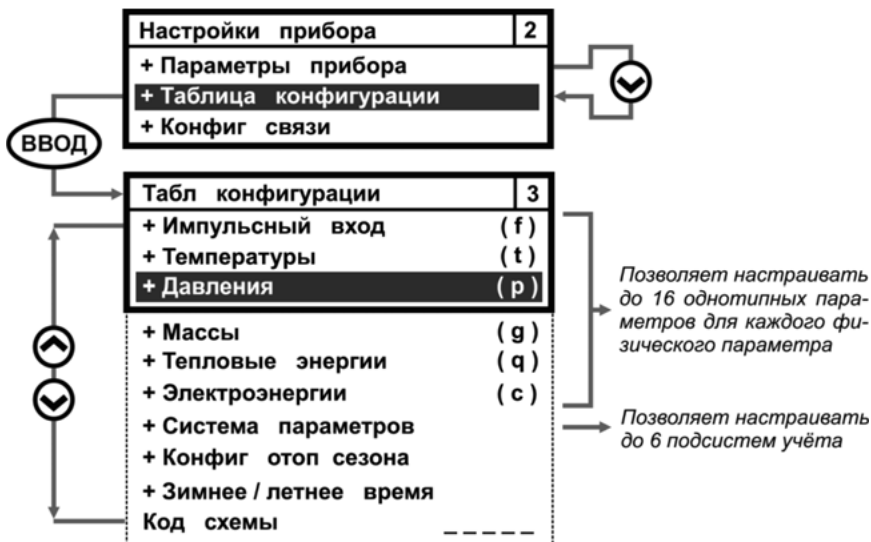 Настройки прибора 2
+ Параметры прибора
+ Таблица конфигурации
+ Конфиг связи
ВВОД
Табл конфигурации 3
+ Импульсный вход ( f )
+ Температуры ( t )
+ Давления ( p )
+ Массы ( g )
+ Тепловые энергии ( q )
+ Электроэнергии ( c )
+ Система параметров
+ Конфиг отоп сезона
+ Зимнее / летнее время
Код схемы _ _ _ _ _
Позволяет настраивать
до 16 однотипных пара-
метров для каждого фи-
зического параметра
Позволяет настраивать
до 6 подсистем учёта